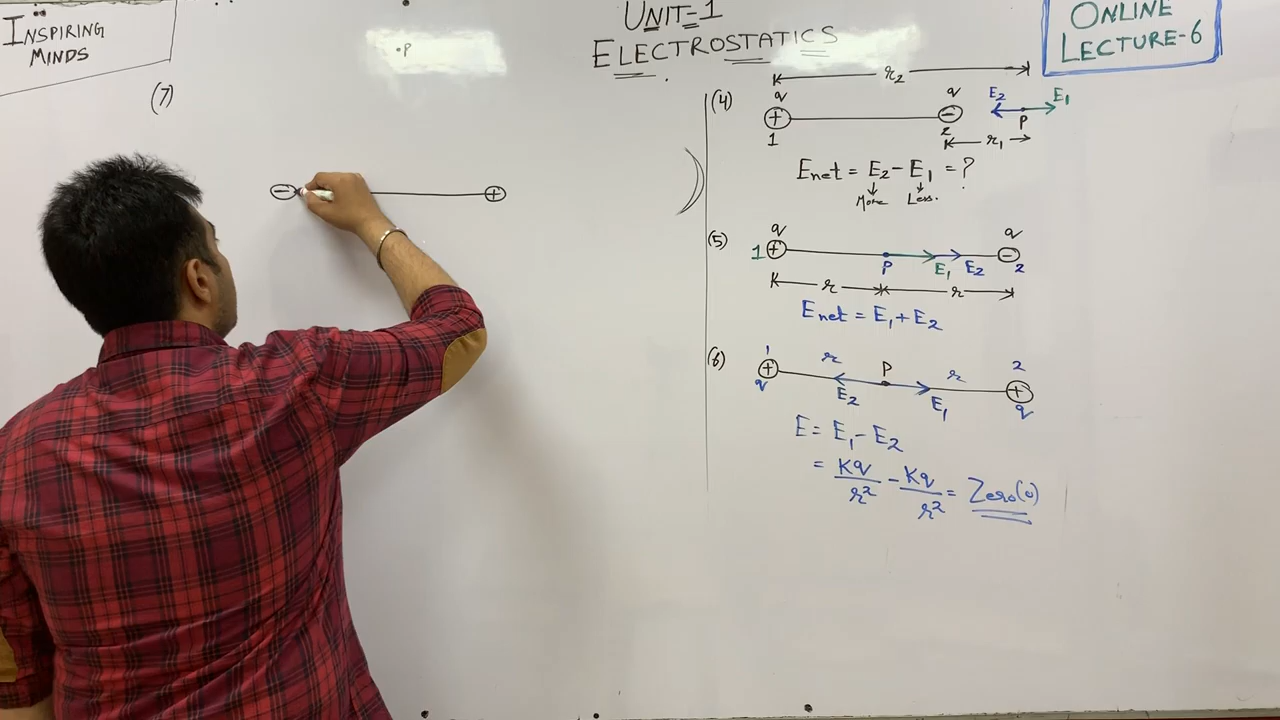 INSPIRING
MINDS
UNIT-1
ELECTROSTATICS
ONLINE
LECTURE-6
(7)
.P
- +
(4)
r₂
q q E₂ E₁
+ - P
1 2 r₁
Enet = E₂ - E₁ = ?
↓ ↓
More Less.
(5)
q q
1 + P E₁ E₂ - 2
r r
Enet = E₁ + E₂
(6)
1 r P r 2
+ +
q E₂ E₁ q
E = E₁ - E₂
= Kq/r² - Kq/r² = Zero(0)